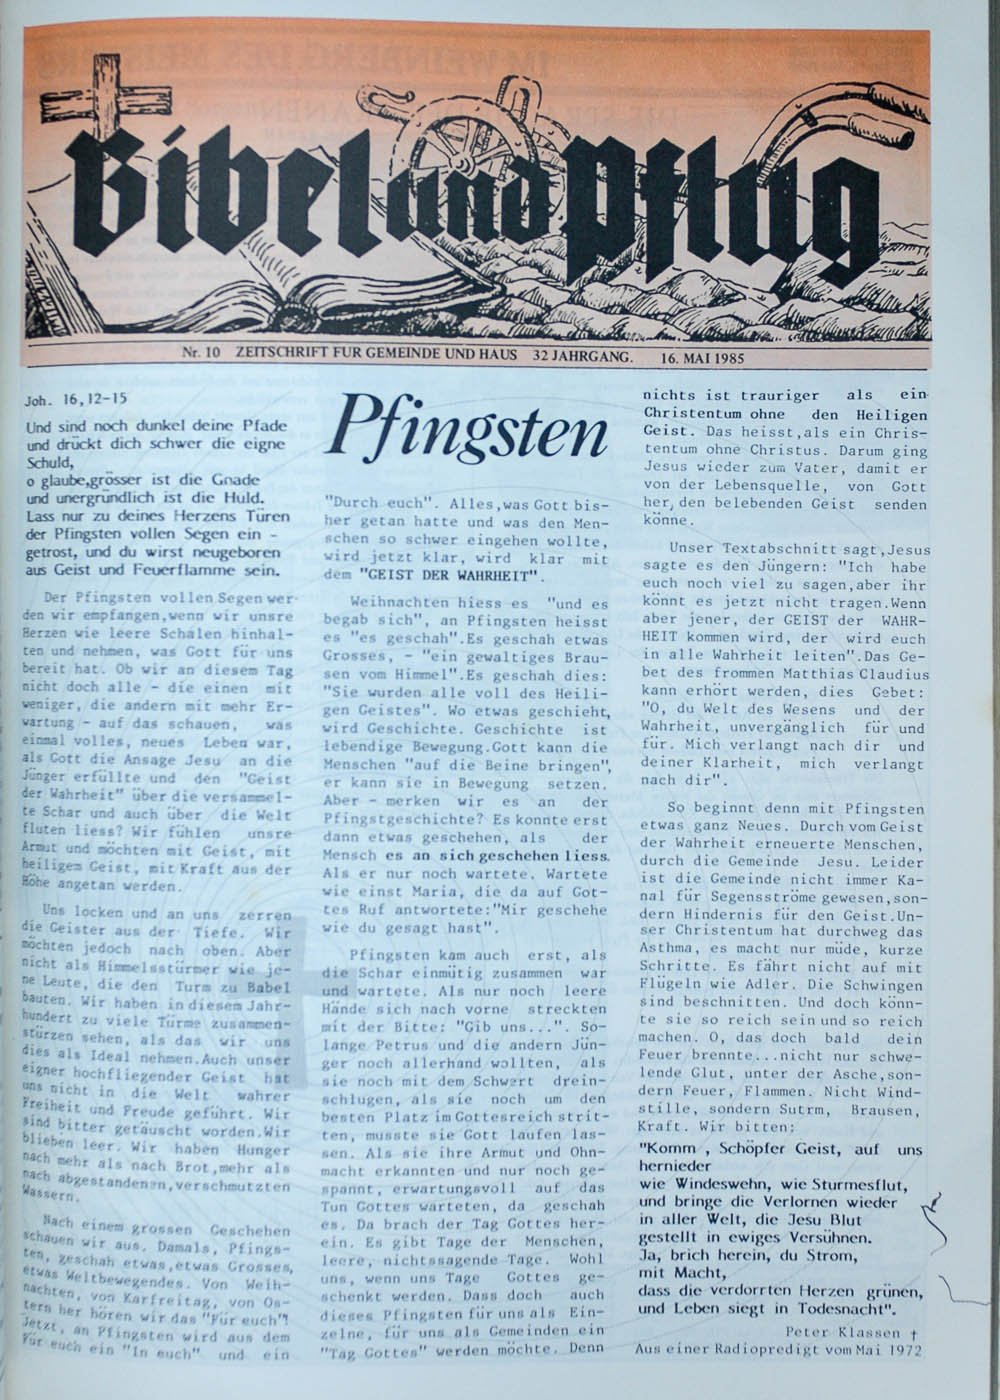 Bibel und Pflug
Nr. 10 ZEITSCHRIFT FUR GEMEINDE UND HAUS 32 JAHRGANG. 16. MAI 1985
Joh. 16,12-15
Und sind noch dunkel deine Pfade
und drückt dich schwer die eigne
Schuld,
o glaube,grösser ist die Gnade
und unergründlich ist die Huld.
Lass nur zu deines Herzens Türen
der Pfingsten vollen Segen ein -
getrost, und du wirst neugeboren
aus Geist und Feuerflamme sein.
Der Pfingsten vollen Segen wer-
den wir empfangen,wenn wir unsre
Herzen wie leere Schalen hinhal-
ten und nehmen, was Gott für uns
bereit hat. Ob wir an diesem Tag
nicht doch alle - die einen mit
weniger, die andern mit mehr Er-
wartung - auf das schauen, was
einmal volles, neues Leben war,
als Gott die Ansage Jesu an die
Jünger erfüllte und den "Geist
der Wahrheit" über die versammel-
te Schar und auch über die Welt
fluten liess? Wir fühlen unsre
Armut und möchten mit Geist, mit
heiligem Geist, mit Kraft aus der
Höhe angetan werden.
Uns locken und an uns zerren
die Geister aus der Tiefe. Wir
möchten jedoch nach oben. Aber
nicht als Himmelsstürmer wie je-
ne Leute, die den Turm zu Babel
bauten. Wir haben in diesem Jahr-
hundert zu viele Türme zusammen-
stürzen sehen, als das wir uns
dies als Ideal nehmen.Auch unser
eigner hochfliegender Geist hat
uns nicht in die Welt wahrer
Freiheit und Freude geführt. Wir
sind bitter getäuscht worden.Wir
blieben leer. Wir haben Hunger
nach mehr als nach Brot,mehr als
nach abgestandenen,verschmutzten
Wassern.
Nach einem grossen Geschehen
schauen wir aus. Damals, Pfings-
ten, geschah etwas,etwas Grosses,
etwas Weltbewegendes. Von Weih-
nachten, von Karfreitag, von Os-
tern her hören wir das "Für euch"!
Jetzt, an Pfingsten wird aus dem
Für euch ein "In euch" und ein
Pfingsten
"Durch euch". Alles,was Gott bis-
her getan hatte und was den Men-
schen so schwer eingehen wollte,
wird jetzt klar, wird klar mit
dem "GEIST DER WAHRHEIT".
Weihnachten hiess es "und es
begab sich", an Pfingsten heisst
es "es geschah".Es geschah etwas
Grosses, - "ein gewaltiges Brau-
sen vom Himmel".Es geschah dies:
"Sie wurden alle voll des Heili-
gen Geistes". Wo etwas geschieht,
wird Geschichte. Geschichte ist
lebendige Bewegung.Gott kann die
Menschen "auf die Beine bringen",
er kann sie in Bewegung setzen.
Aber - merken wir es an der
Pfingstgeschichte? Es konnte erst
dann etwas geschehen, als der
Mensch es an sich geschehen liess.
Als er nur noch wartete. Wartete
wie einst Maria, die da auf Got-
tes Ruf antwortete:"Mir geschehe
wie du gesagt hast".
Pfingsten kam auch erst, als
die Schar einmütig zusammen war
und wartete. Als nur noch leere
Hände sich nach vorne streckten
mit der Bitte: "Gib uns...". So-
lange Petrus und die andern Jün-
ger noch allerhand wollten, als
sie noch mit dem Schwert drein-
schlugen, als sie noch um den
besten Platz im Gottesreich strit-
ten, musste sie Gott laufen las-
sen. Als sie ihre Armut und Ohn-
macht erkannten und nur noch ge-
spannt, erwartungsvoll auf das
Tun Gottes warteten, da geschah
es. Da brach der Tag Gottes her-
ein. Es gibt Tage der Menschen,
leere, nichtssagende Tage. Wohl
uns, wenn uns Tage Gottes ge-
schenkt werden. Dass doch auch
dieses Pfingsten für uns als Ein-
zelne, für uns als Gemeinden ein
"Tag Gottes" werden möchte. Denn
nichts ist trauriger als ein
Christentum ohne den Heiligen
Geist. Das heisst,als ein Chris-
tentum ohne Christus. Darum ging
Jesus wieder zum Vater, damit er
von der Lebensquelle, von Gott
her, den belebenden Geist senden
könne.
Unser Textabschnitt sagt,Jesus
sagte es den Jüngern: "Ich habe
euch noch viel zu sagen,aber ihr
könnt es jetzt nicht tragen.Wenn
aber jener, der GEIST der WAHR-
HEIT kommen wird, der wird euch
in alle Wahrheit leiten".Das Ge-
bet des frommen Matthias Claudius
kann erhört werden, dies Gebet:
"O, du Welt des Wesens und der
Wahrheit, unvergänglich für und
für. Mich verlangt nach dir und
deiner Klarheit, mich verlangt
nach dir".
So beginnt denn mit Pfingsten
etwas ganz Neues. Durch vom Geist
der Wahrheit erneuerte Menschen,
durch die Gemeinde Jesu. Leider
ist die Gemeinde nicht immer Ka-
nal für Segensströme gewesen,son-
dern Hindernis für den Geist.Un-
ser Christentum hat durchweg das
Asthma, es macht nur müde, kurze
Schritte. Es fährt nicht auf mit
Flügeln wie Adler. Die Schwingen
sind beschnitten. Und doch könn-
te sie so reich sein und so reich
machen. O, das doch bald dein
Feuer brennte...nicht nur schwe-
lende Glut, unter der Asche,son-
dern Feuer, Flammen. Nicht Wind-
stille, sondern Sutrm, Brausen,
Kraft. Wir bitten:
"Komm , Schöpfer Geist, auf uns
hernieder
wie Windeswehn, wie Sturmesflut,
und bringe die Verlornen wieder
in aller Welt, die Jesu Blut
gestellt in ewiges Versühnen.
Ja, brich herein, du Strom,
mit Macht,
dass die verdorrten Herzen grünen,
und Leben siegt in Todesnacht".
Peter Klassen †
Aus einer Radiopredigt vom Mai 1972